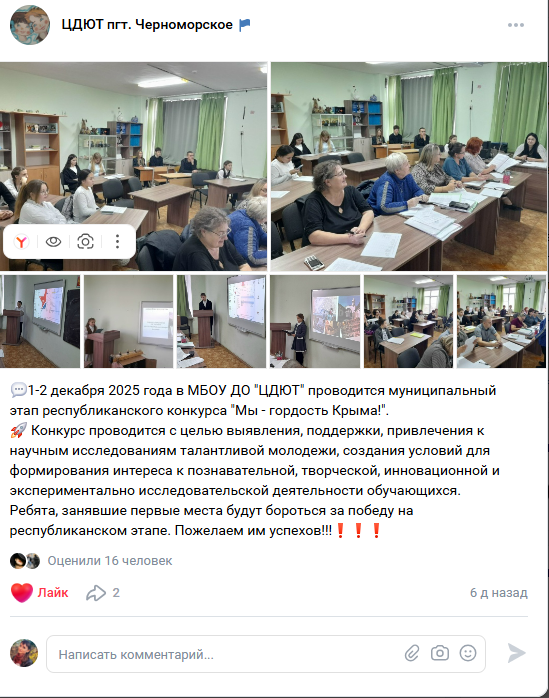 ЦДЮТ пгт. Черноморское
💬1-2 декабря 2025 года в МБОУ ДО "ЦДЮТ" проводится муниципальный
этап республиканского конкурса "Мы - гордость Крыма!".
🚀 Конкурс проводится с целью выявления, поддержки, привлечения к
научным исследованиям талантливой молодежи, создания условий для
формирования интереса к познавательной, творческой, инновационной и
экспериментально исследовательской деятельности обучающихся.
Ребята, занявшие первые места будут бороться за победу на
республиканском этапе. Пожелаем им успехов!!!❗❗❗
Оценили 16 человек
Лайк 2 6 д назад
Написать комментарий...